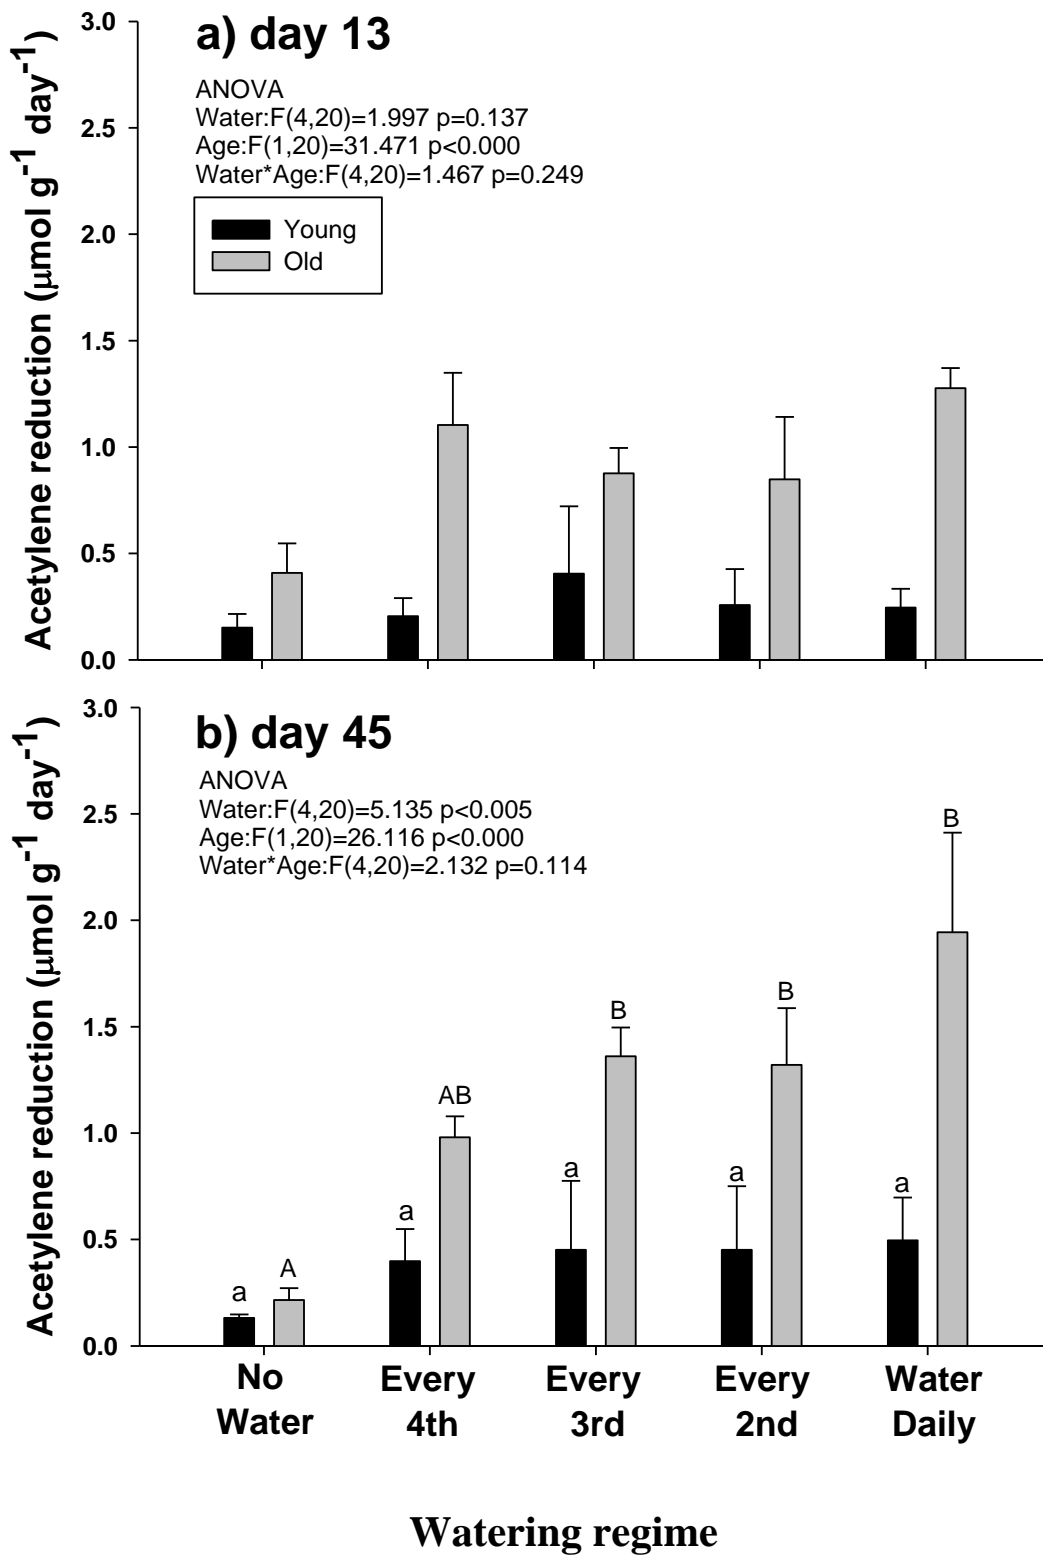 a) day 13
ANOVA
Water:F(4,20)=1.997 p=0.137
Age:F(1,20)=31.471 p<0.000
Water*Age:F(4,20)=1.467 p=0.249
Young
Old
Acetylene reduction (μmol g⁻¹ day⁻¹)
3.0
2.5
2.0
1.5
1.0
0.5
0.0
b) day 45
ANOVA
Water:F(4,20)=5.135 p<0.005
Age:F(1,20)=26.116 p<0.000
Water*Age:F(4,20)=2.132 p=0.114
Acetylene reduction (μmol g⁻¹ day⁻¹)
3.0
2.5
2.0
1.5
1.0
0.5
0.0
a
A
a
AB
a
B
a
B
a
B
No Water
Every 4th
Every 3rd
Every 2nd
Water Daily
Watering regime